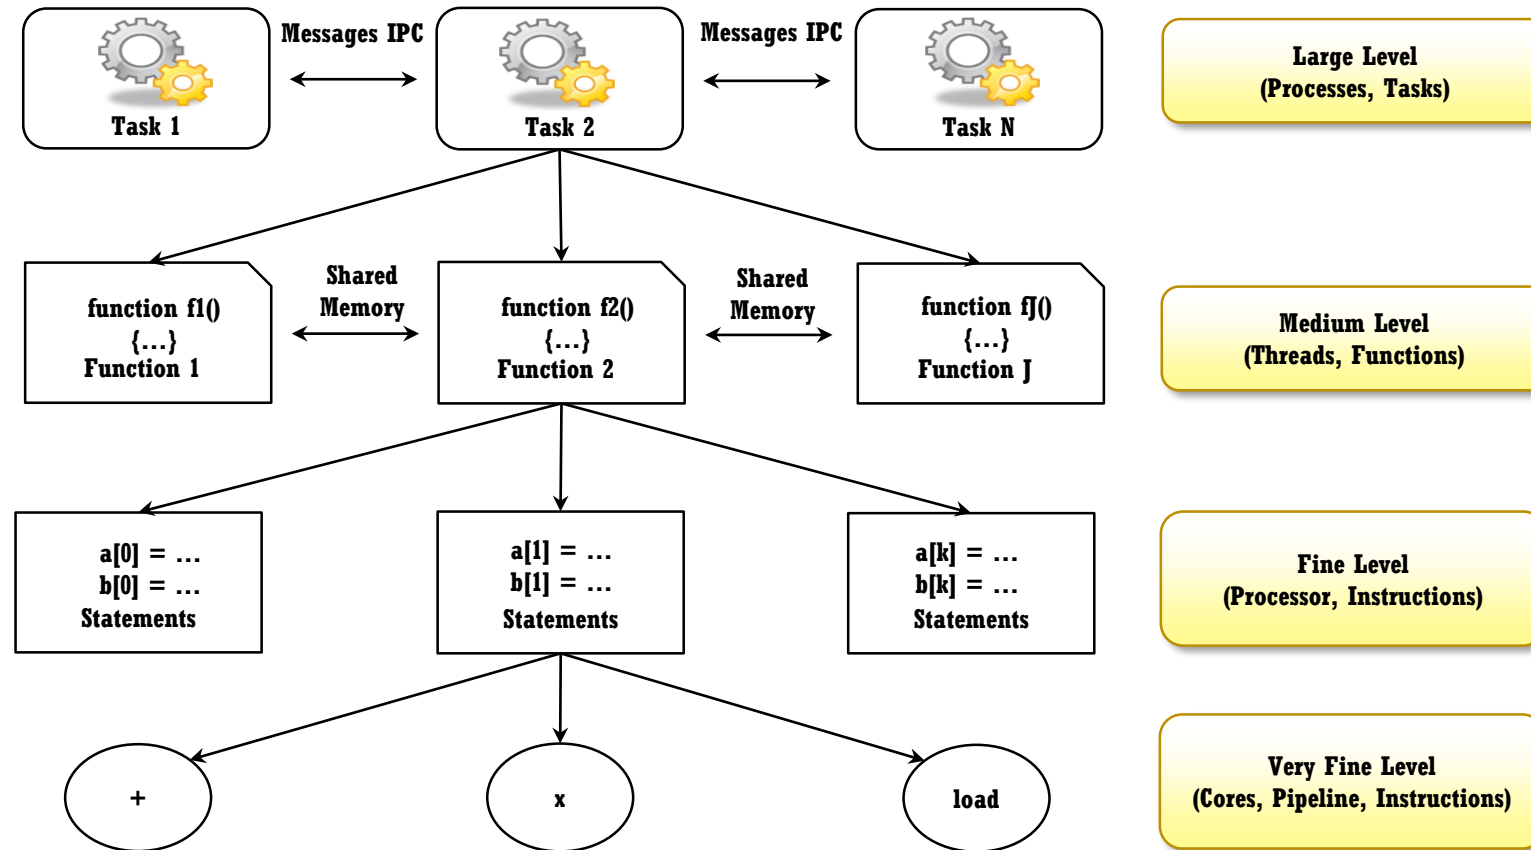 Messages IPC
Messages IPC
Task 1
Task 2
Task N
Large Level
(Processes, Tasks)
Shared
Memory
Shared
Memory
function f1()
{...}
Function 1
function f2()
{...}
Function 2
function fJ()
{...}
Function J
Medium Level
(Threads, Functions)
a[0] = ...
b[0] = ...
Statements
a[1] = ...
b[1] = ...
Statements
a[k] = ...
b[k] = ...
Statements
Fine Level
(Processor, Instructions)
+
x
load
Very Fine Level
(Cores, Pipeline, Instructions)